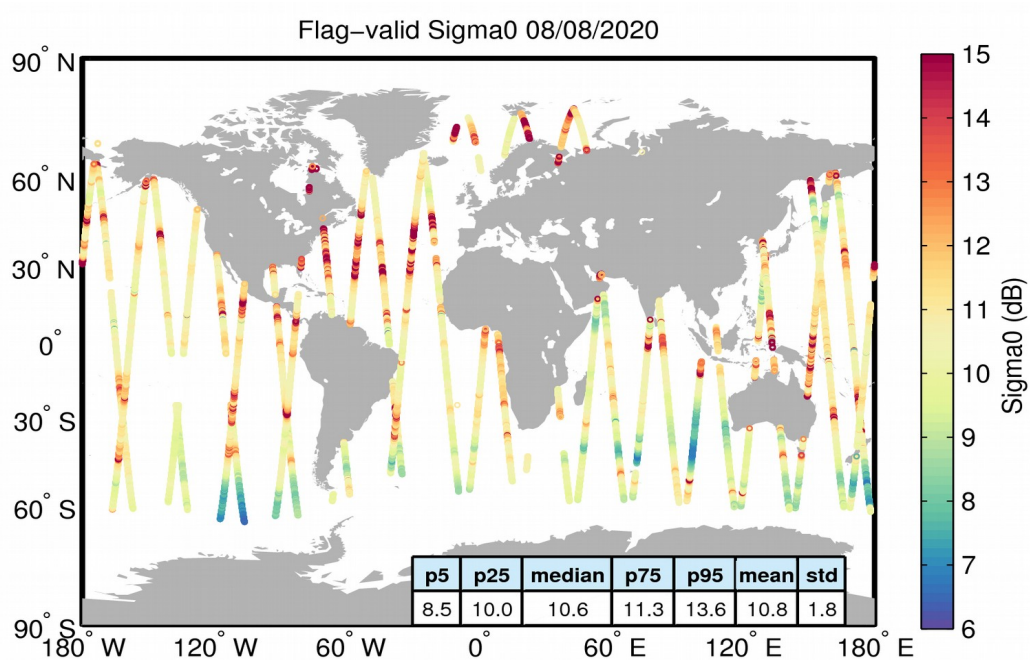 Flag−valid Sigma0 08/08/2020
90° N
60° N
30° N
0°
30° S
60° S
90° S
180° W
120° W
60° W
0°
60° E
120° E
180° E
15
14
13
12
11
10
9
8
7
6
Sigma0 (dB)
p5 p25 median p75 p95 mean std
8.5 10.0 10.6 11.3 13.6 10.8 1.8